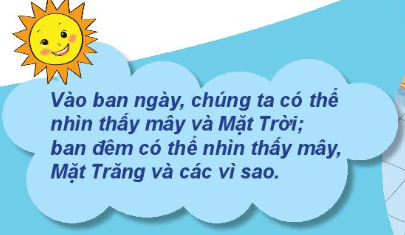 Vào ban ngày, chúng ta có thể
nhìn thấy mây và Mặt Trời;
ban đêm có thể nhìn thấy mây,
Mặt Trăng và các vì sao.